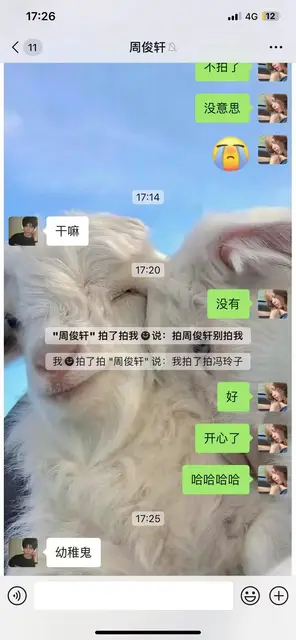 17:26
4G
12
11
周俊轩
不拍了
没意思
17:14
干嘛
17:20
没有
"周俊轩" 拍了拍我说：拍周俊轩别拍我
我拍了拍 "周俊轩" 说：我拍了拍冯玲子
好
开心了
哈哈哈哈
17:25
幼稚鬼